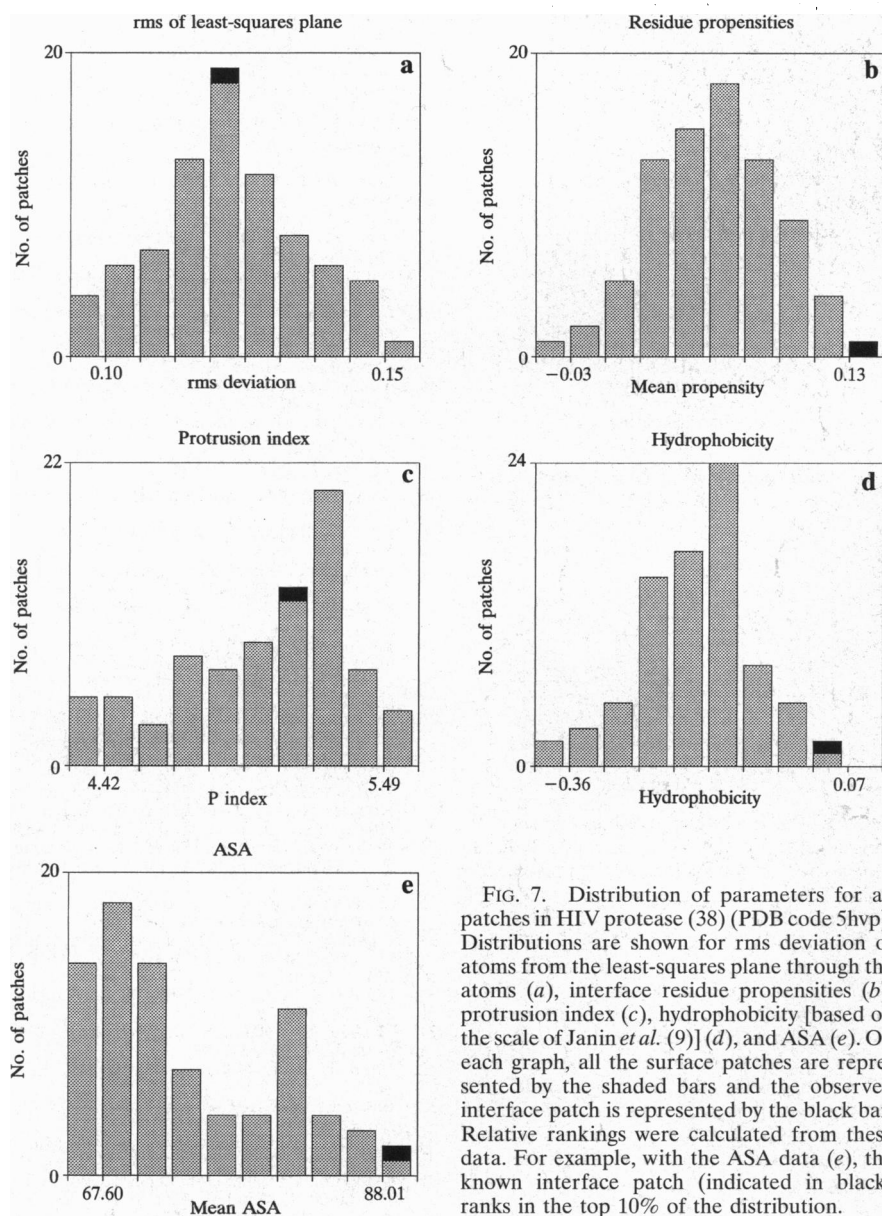 rms of least-squares plane
20
a
No. of patches
0
0.10
0.15
rms deviation
Residue propensities
20
b
No. of patches
0
−0.03
0.13
Mean propensity
Protrusion index
22
c
No. of patches
0
4.42
5.49
P index
Hydrophobicity
24
d
No. of patches
0
−0.36
0.07
Hydrophobicity
ASA
20
e
No. of patches
0
67.60
88.01
Mean ASA
FIG. 7. Distribution of parameters for a
patches in HIV protease (38) (PDB code 5hvp
Distributions are shown for rms deviation o
atoms from the least-squares plane through th
atoms (a), interface residue propensities (b
protrusion index (c), hydrophobicity [based o
the scale of Janin et al. (9)] (d), and ASA (e). O
each graph, all the surface patches are repre
sented by the shaded bars and the observe
interface patch is represented by the black ba
Relative rankings were calculated from thes
data. For example, with the ASA data (e), th
known interface patch (indicated in black
ranks in the top 10% of the distribution.